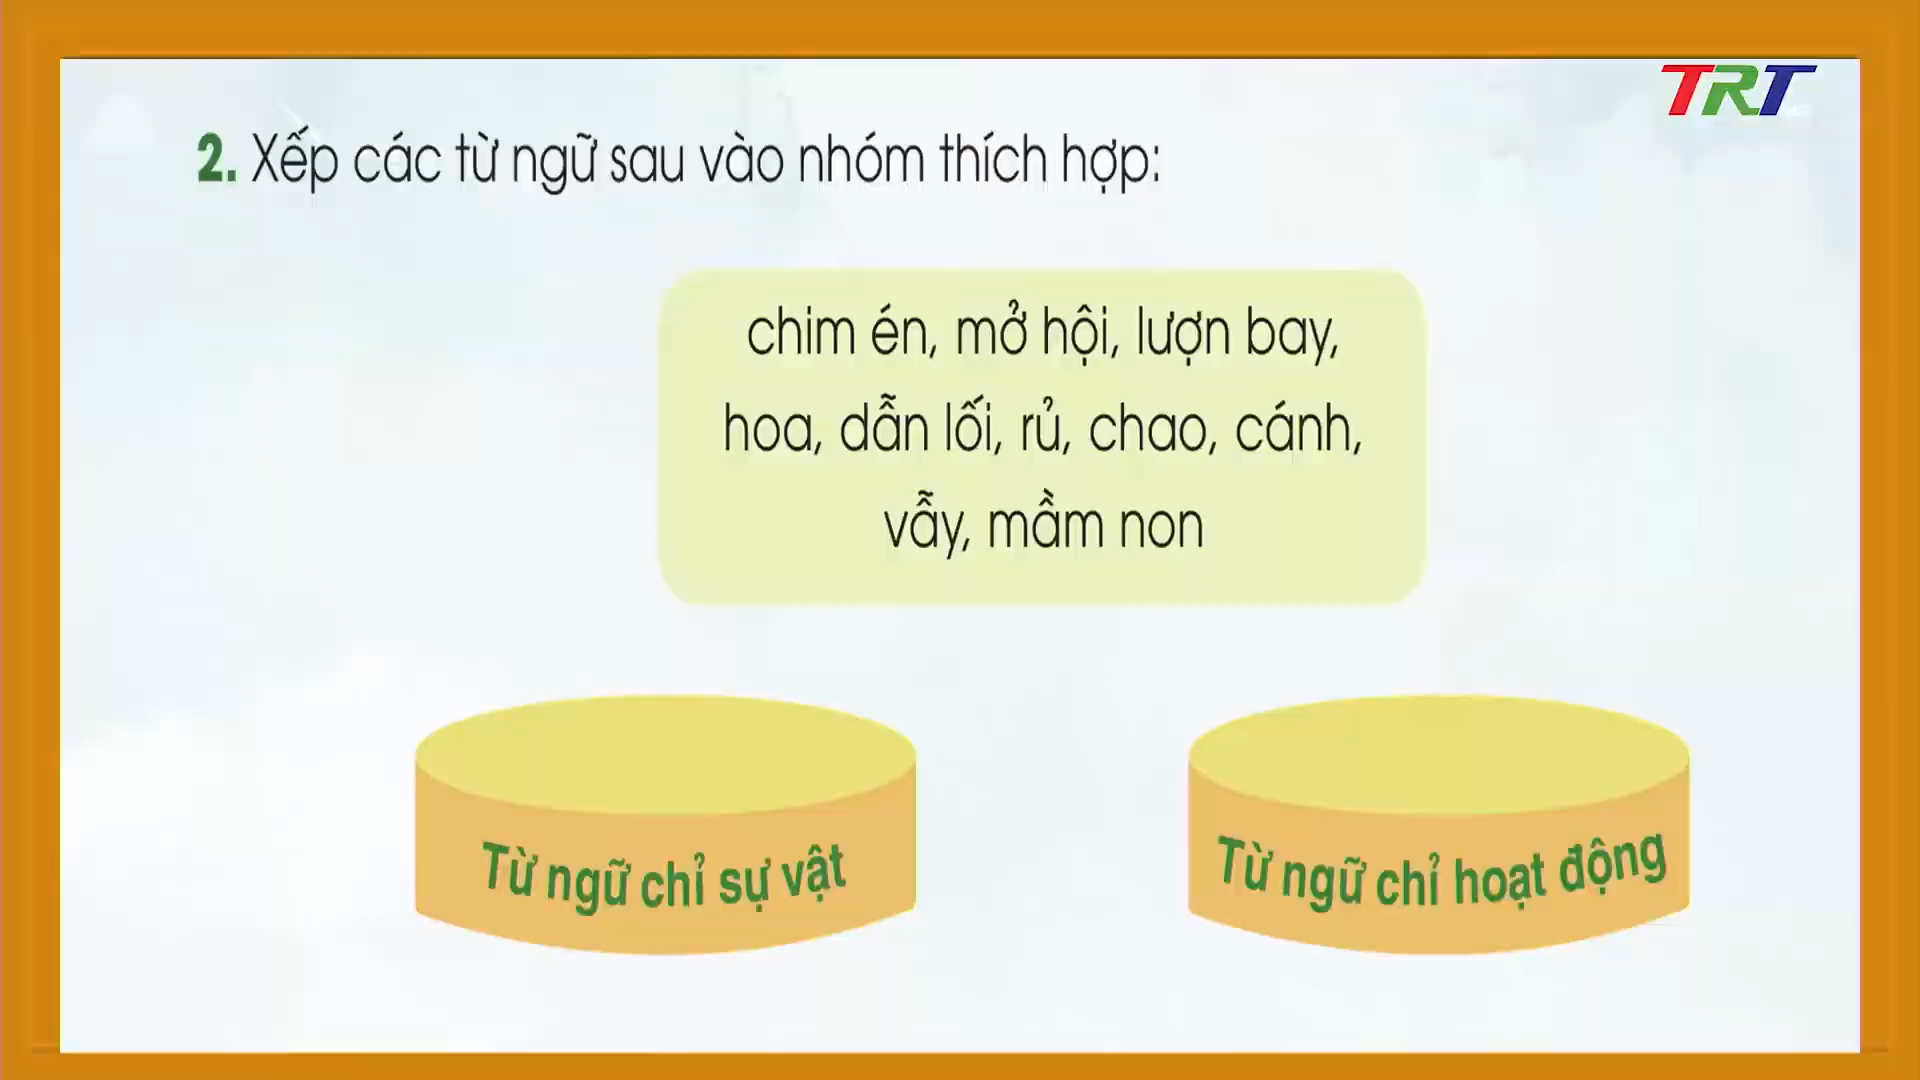 TRT
2. Xếp các từ ngữ sau vào nhóm thích hợp:
chim én, mở hội, lượn bay,
hoa, dẫn lối, rủ, chao, cánh,
vẫy, mầm non
Từ ngữ chỉ sự vật
Từ ngữ chỉ hoạt động